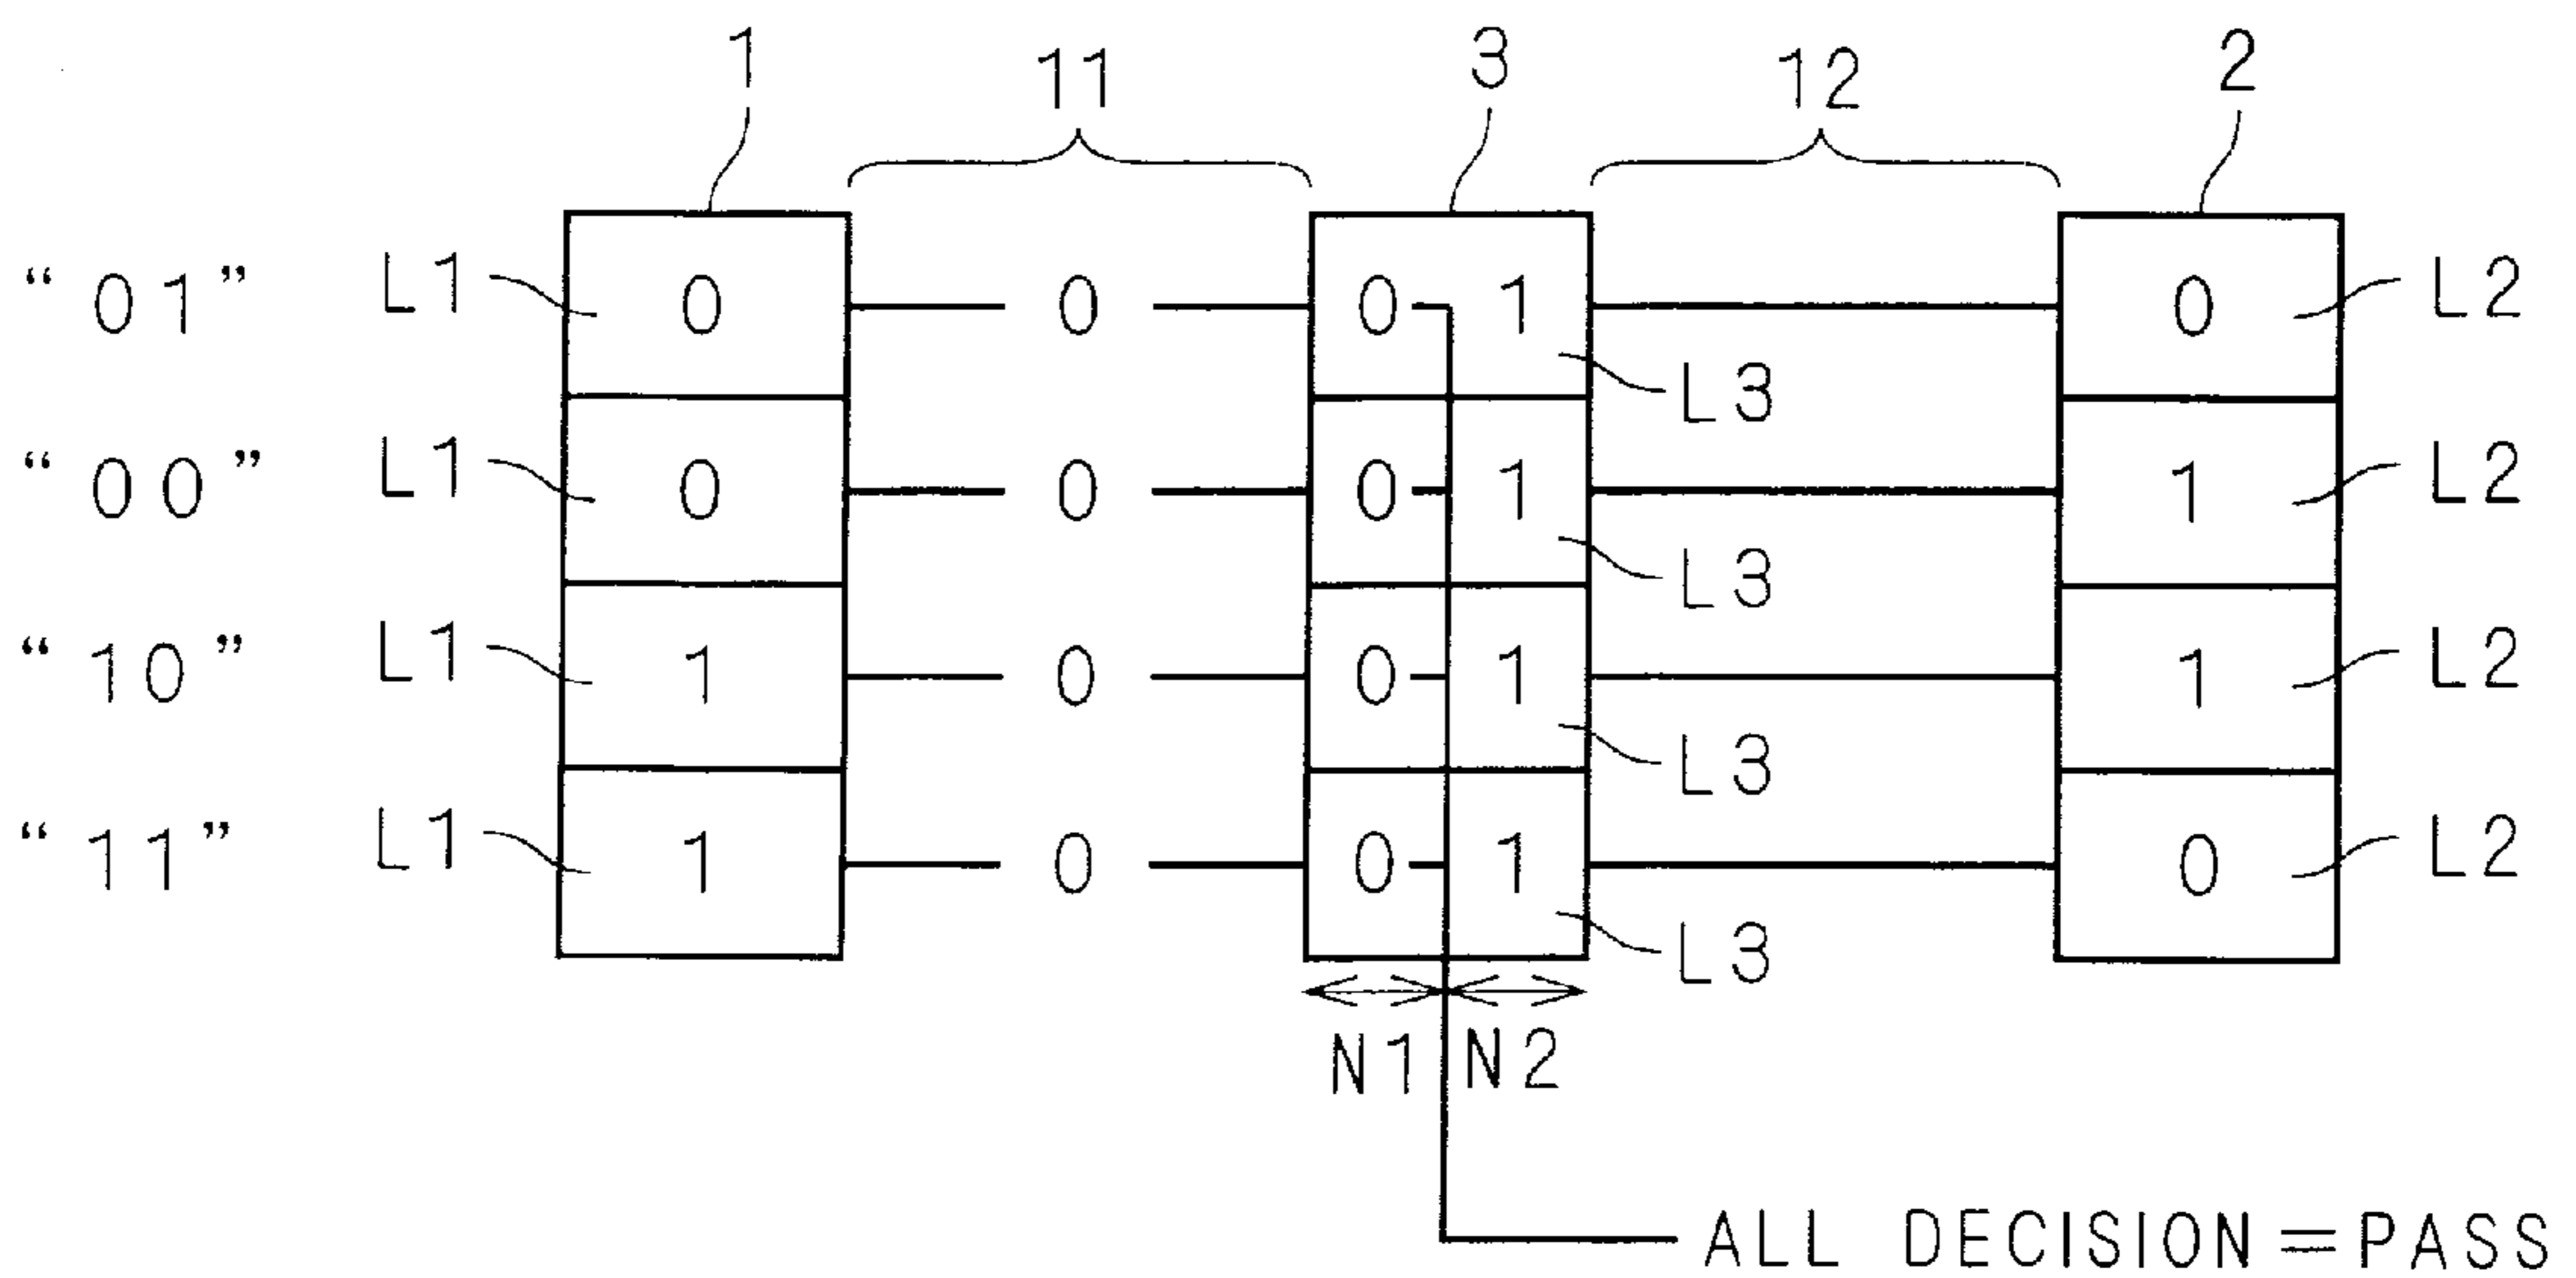 1 11 3 12 2
“01” L1 0 0 0 1 0 L2
L3
“00” L1 0 0 0 1 1 L2
L3
“10” L1 1 0 0 1 1 L2
L3
“11” L1 1 0 0 1 0 L2
L3
N1 N2
ALL DECISION=PASS